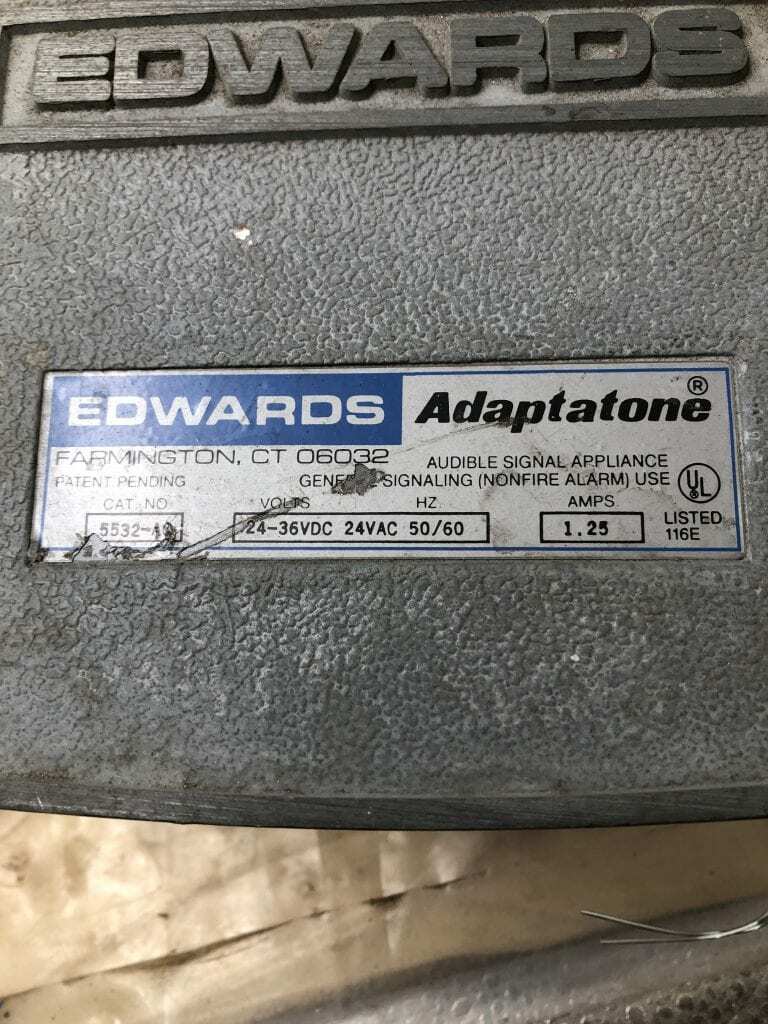 EDWARDS
EDWARDS Adaptatone®
FARMINGTON, CT 06032 AUDIBLE SIGNAL APPLIANCE
PATENT PENDING SIGNALING (NONFIRE ALARM) USE UL
CAT. NO VOLTS HZ AMPS
24-36VDC 24VAC 50/60 1.25 LISTED
116E